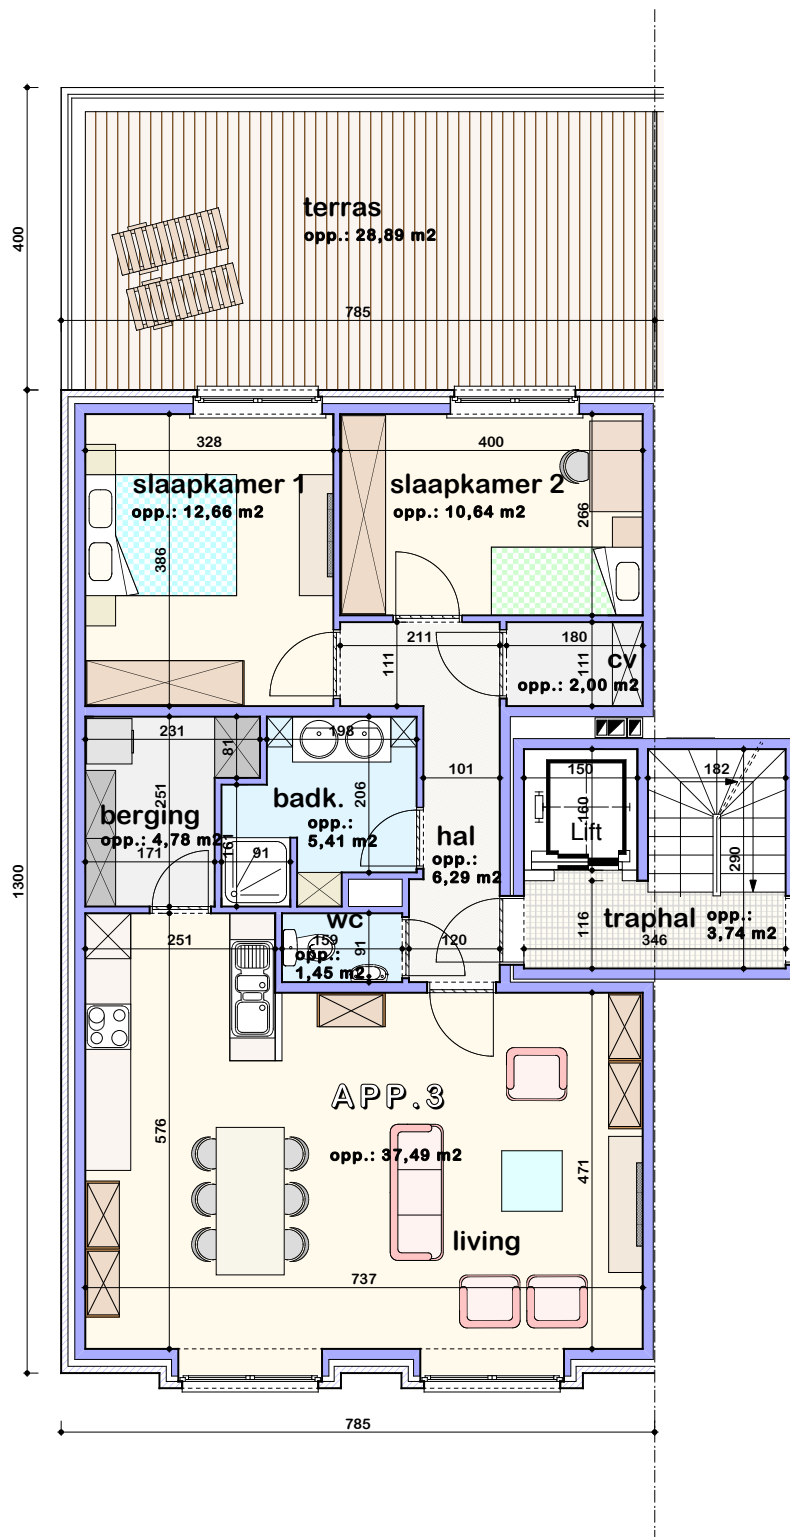 terras
opp.: 28,89 m2
400
785
328
400
slaapkamer 1
opp.: 12,66 m2
slaapkamer 2
opp.: 10,64 m2
266
386
211
180
111
111
cv
opp.: 2,00 m2
231
81
198
251
206
101
150
182
160
berging
opp.: 4,78 m2
171
161
91
badk.
opp.:
5,41 m2
hal
opp.:
6,29 m2
Lift
290
1300
116
traphal
opp.:
3,74 m2
346
wc
251
159
opp.:
1,45 m2
91
120
APP.3
576
opp.: 37,49 m2
471
living
737
785